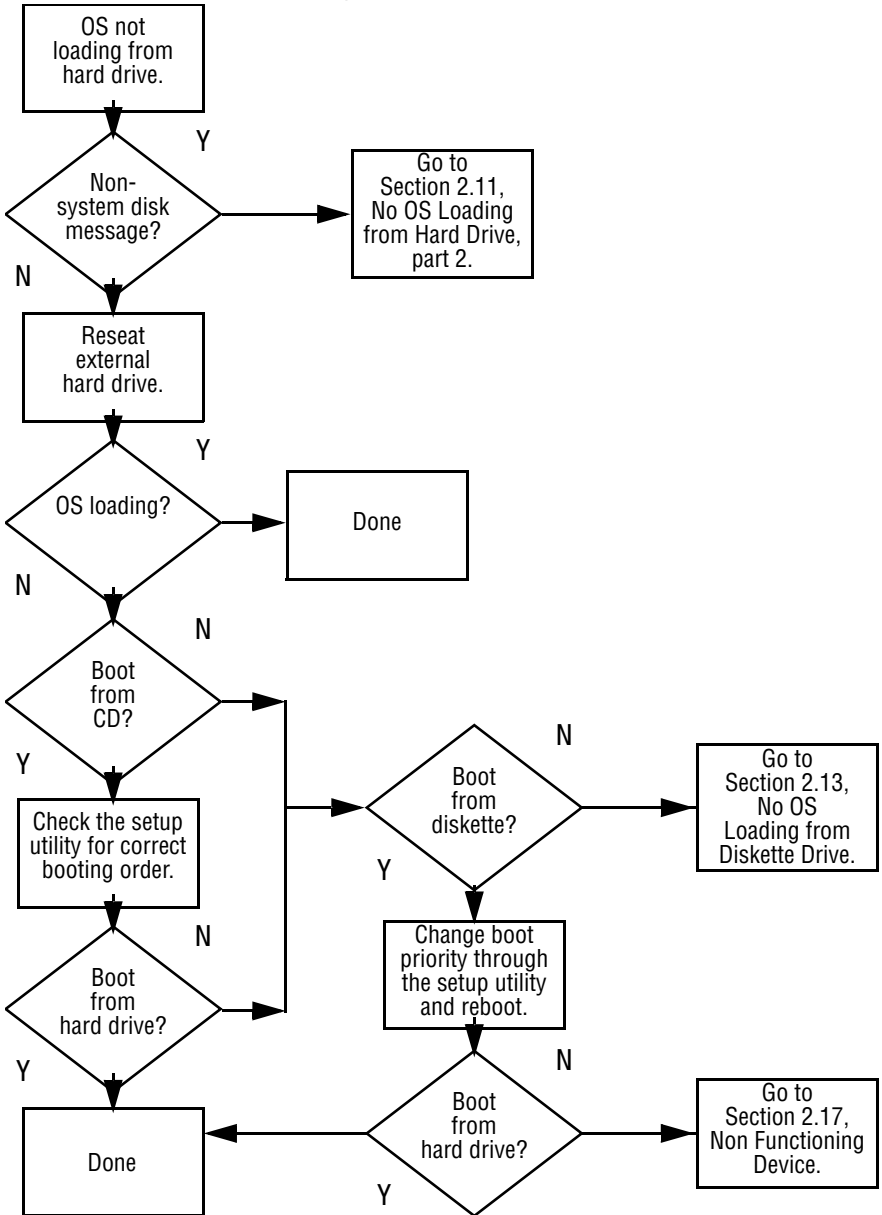 OS not
loading from
hard drive.
Y
Non-
system disk
message?
Go to
Section 2.11,
No OS Loading
from Hard Drive,
part 2.
N
Reseat
external
hard drive.
Y
OS loading?
Done
N
N
Boot
from
CD?
Y
Boot
from
diskette?
N
Go to
Section 2.13,
No OS
Loading from
Diskette Drive.
Y
Check the setup
utility for correct
booting order.
N
Boot
from
hard drive?
Y
Change boot
priority through
the setup utility
and reboot.
N
Boot
from
hard drive?
Y
Go to
Section 2.17,
Non Functioning
Device.
Done